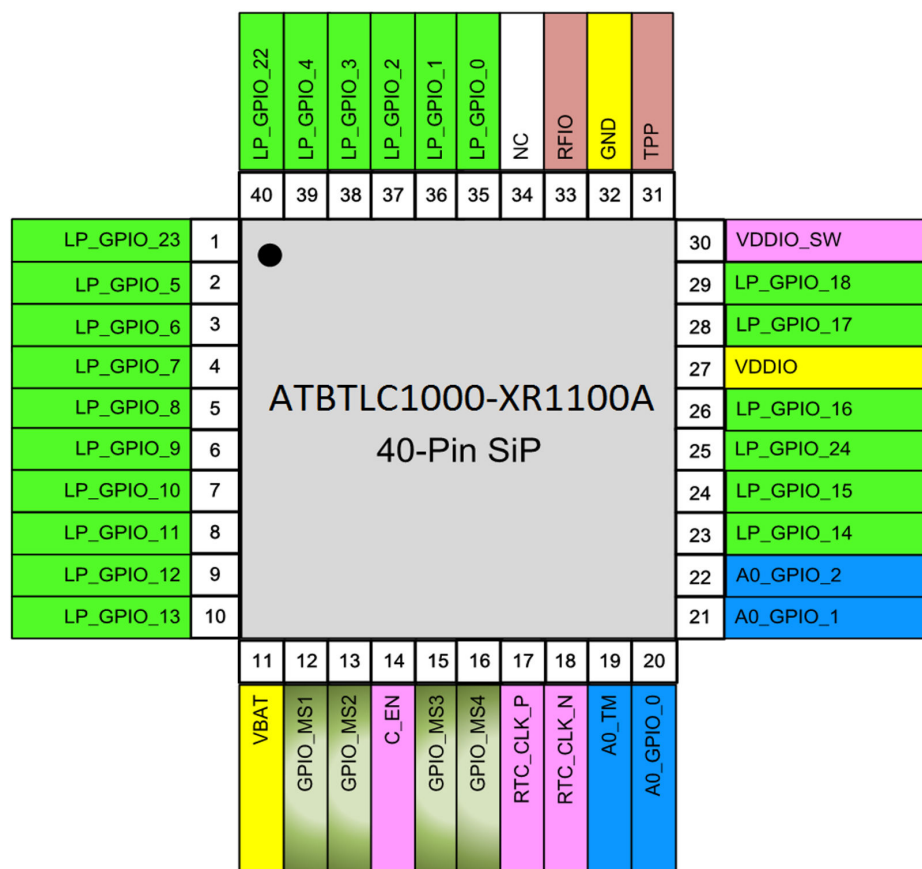 LP_GPIO_22
LP_GPIO_4
LP_GPIO_3
LP_GPIO_2
LP_GPIO_1
LP_GPIO_0
NC
RFIO
GND
TPP
40 39 38 37 36 35 34 33 32 31
LP_GPIO_23 1
LP_GPIO_5 2
LP_GPIO_6 3
LP_GPIO_7 4
LP_GPIO_8 5
LP_GPIO_9 6
LP_GPIO_10 7
LP_GPIO_11 8
LP_GPIO_12 9
LP_GPIO_13 10
ATBTLC1000-XR1100A
40-Pin SiP
30 VDDIO_SW
29 LP_GPIO_18
28 LP_GPIO_17
27 VDDIO
26 LP_GPIO_16
25 LP_GPIO_24
24 LP_GPIO_15
23 LP_GPIO_14
22 A0_GPIO_2
21 A0_GPIO_1
11 12 13 14 15 16 17 18 19 20
VBAT
GPIO_MS1
GPIO_MS2
C_EN
GPIO_MS3
GPIO_MS4
RTC_CLK_P
RTC_CLK_N
A0_TM
A0_GPIO_0